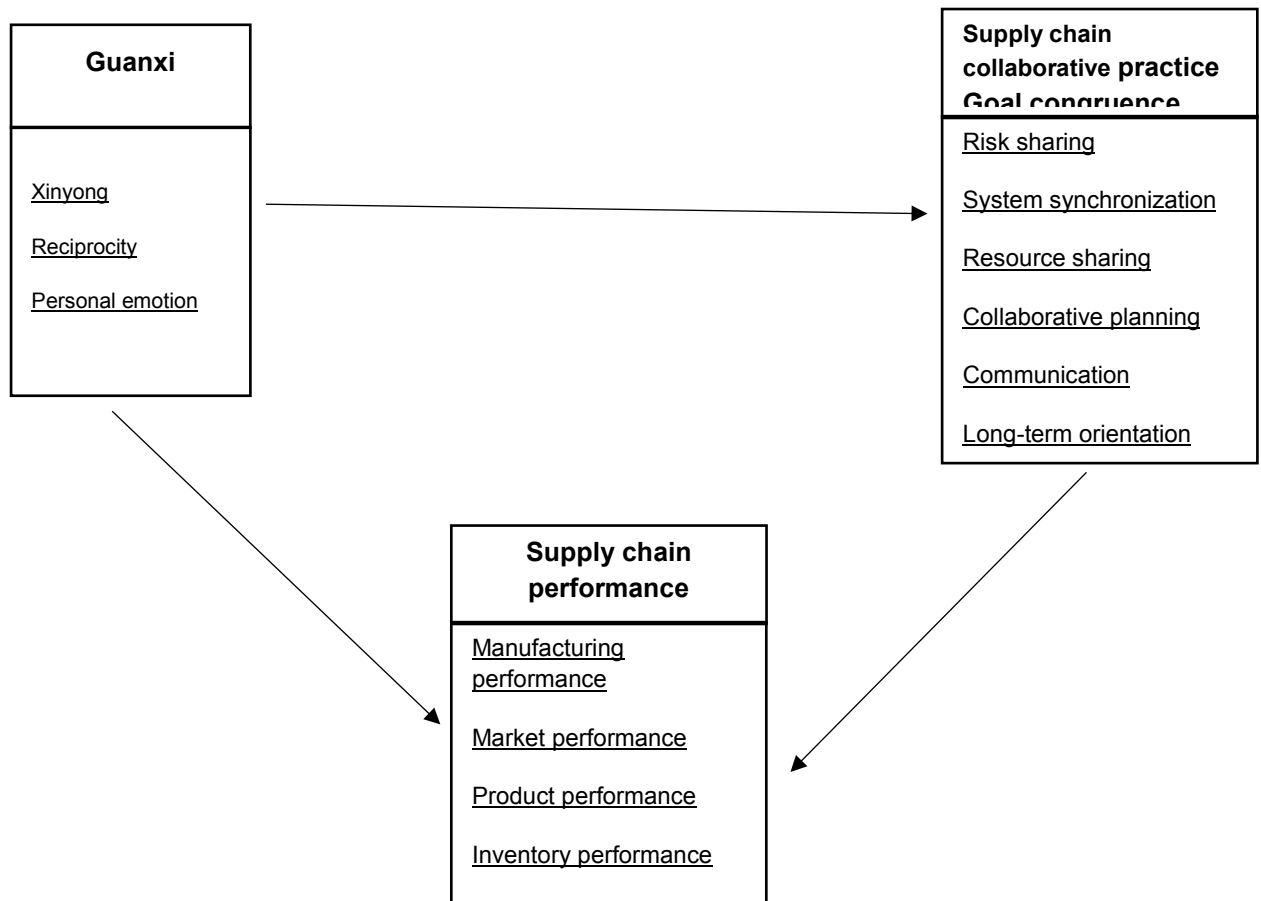 Guanxi
Xinyong
Reciprocity
Personal emotion
Supply chain
collaborative practice
Goal congruence
Risk sharing
System synchronization
Resource sharing
Collaborative planning
Communication
Long-term orientation
Supply chain
performance
Manufacturing
performance
Market performance
Product performance
Inventory performance